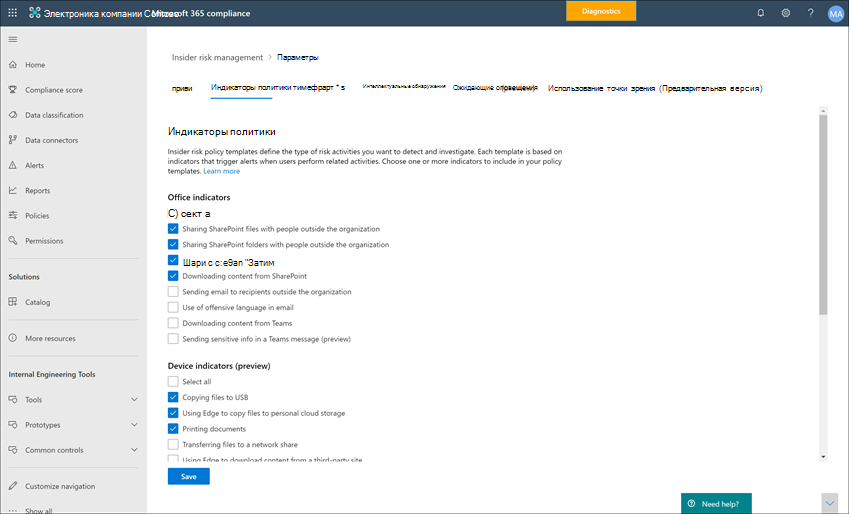 Электроника компании Contoso Microsoft 365 compliance
Diagnostics
? MA
Insider risk management > Параметры
Home
Compliance score
Data classification
Data connectors
Alerts
Reports
Policies
Permissions
Solutions
Catalog
More resources
Internal Engineering Tools
Tools
Prototypes
Common controls
Customize navigation
Show all
приви Индикаторы политики тимефрарт * s Интеллектуальные обнаружения Ожидающие оповещения Использование точки зрения (Предварительная версия)
Индикаторы политики
Insider risk policy templates define the type of risk activities you want to detect and investigate. Each template is based on
indicators that trigger alerts when users perform related activities. Choose one or more indicators to include in your policy
templates. Learn more
Office indicators
С) сект а
Sharing SharePoint files with people outside the organization
Sharing SharePoint folders with people outside the organization
Шари с с:е9ап "Затим
Downloading content from SharePoint
Sending email to recipients outside the organization
Use of offensive language in email
Downloading content from Teams
Sending sensitive info in a Teams message (preview)
Device indicators (preview)
Select all
Copying files to USB
Using Edge to copy files to personal cloud storage
Printing documents
Transferring files to a network share
Using Edge to download content from a third-party site
Save
Need help?